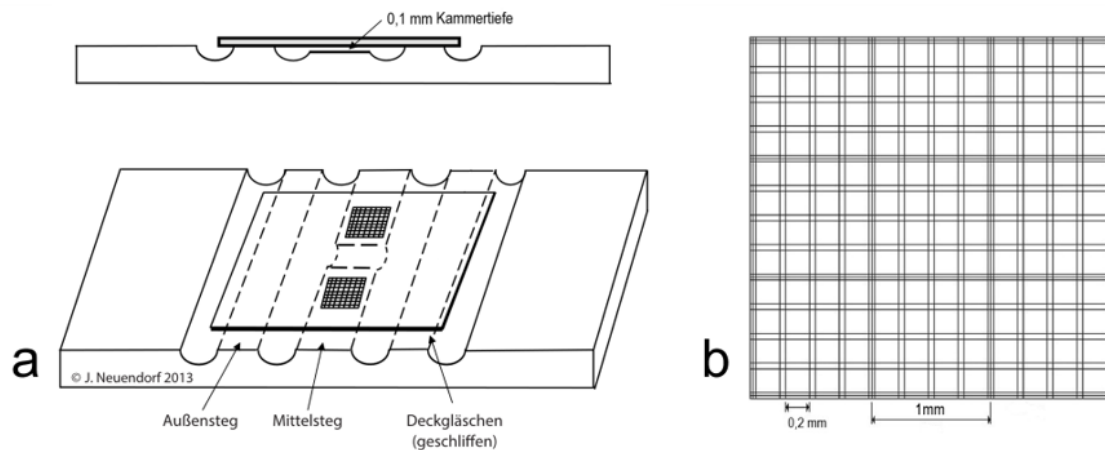 0,1 mm Kammertiefe
a
© J. Neuendorf 2013
Außensteg
Mittelsteg
Deckgläschen
(geschliffen)
b
0,2 mm
1mm